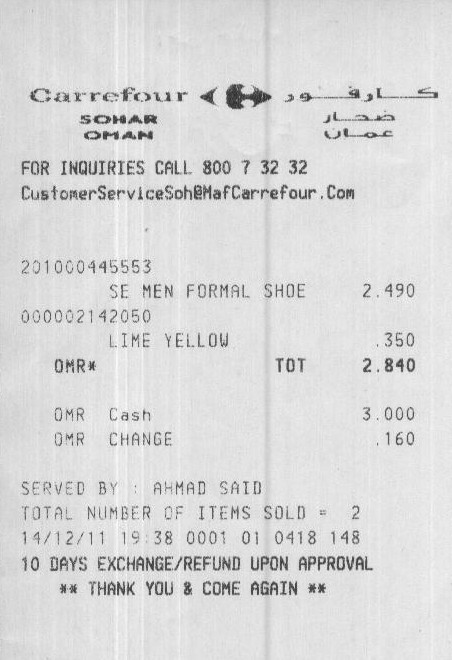 Carrefour كارفور
SOHAR صحار
OMAN عمان
FOR INQUIRIES CALL 800 7 32 32
CustomerServiceSoh@MafCarrefour.Com
201000445553
SE MEN FORMAL SHOE 2.490
000002142050
LIME YELLOW .350
OMR* TOT 2.840
OMR Cash 3.000
OMR CHANGE .160
SERVED BY : AHMAD SAID
TOTAL NUMBER OF ITEMS SOLD = 2
14/12/11 19:38 0001 01 0418 148
10 DAYS EXCHANGE/REFUND UPON APPROVAL
** THANK YOU & COME AGAIN **